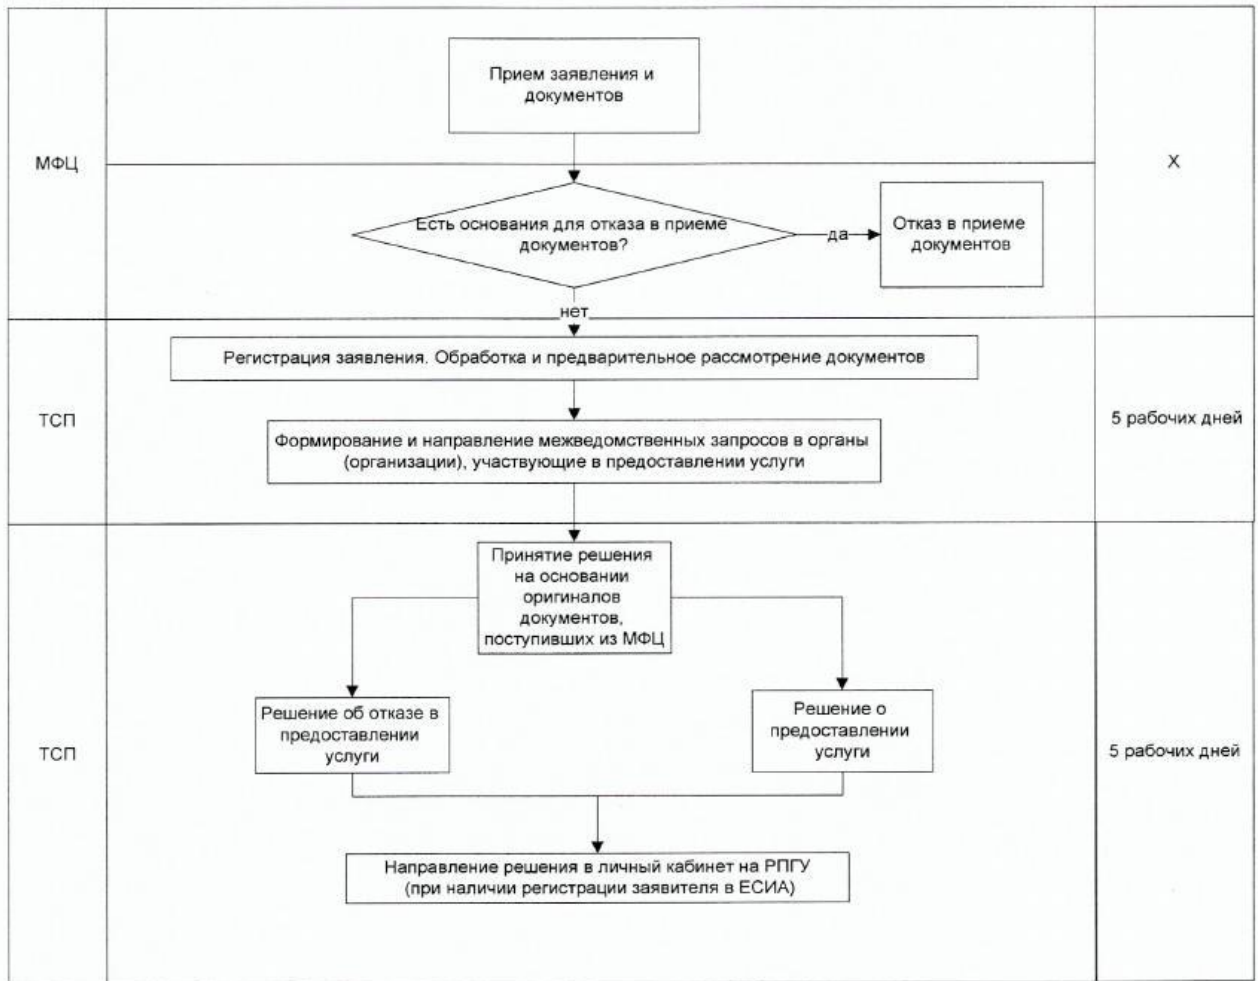 Прием заявления и
документов
МФЦ
X
Есть основания для отказа в приеме
документов?
да
Отказ в приеме
документов
нет
Регистрация заявления. Обработка и предварительное рассмотрение документов
ТСП
5 рабочих дней
Формирование и направление межведомственных запросов в органы
(организации), участвующие в предоставлении услуги
Принятие решения
на основании
оригиналов
документов,
поступивших из МФЦ
Решение об отказе в
предоставлении
услуги
Решение о
предоставлении
услуги
ТСП
5 рабочих дней
Направление решения в личный кабинет на РПГУ
(при наличии регистрации заявителя в ЕСИА)